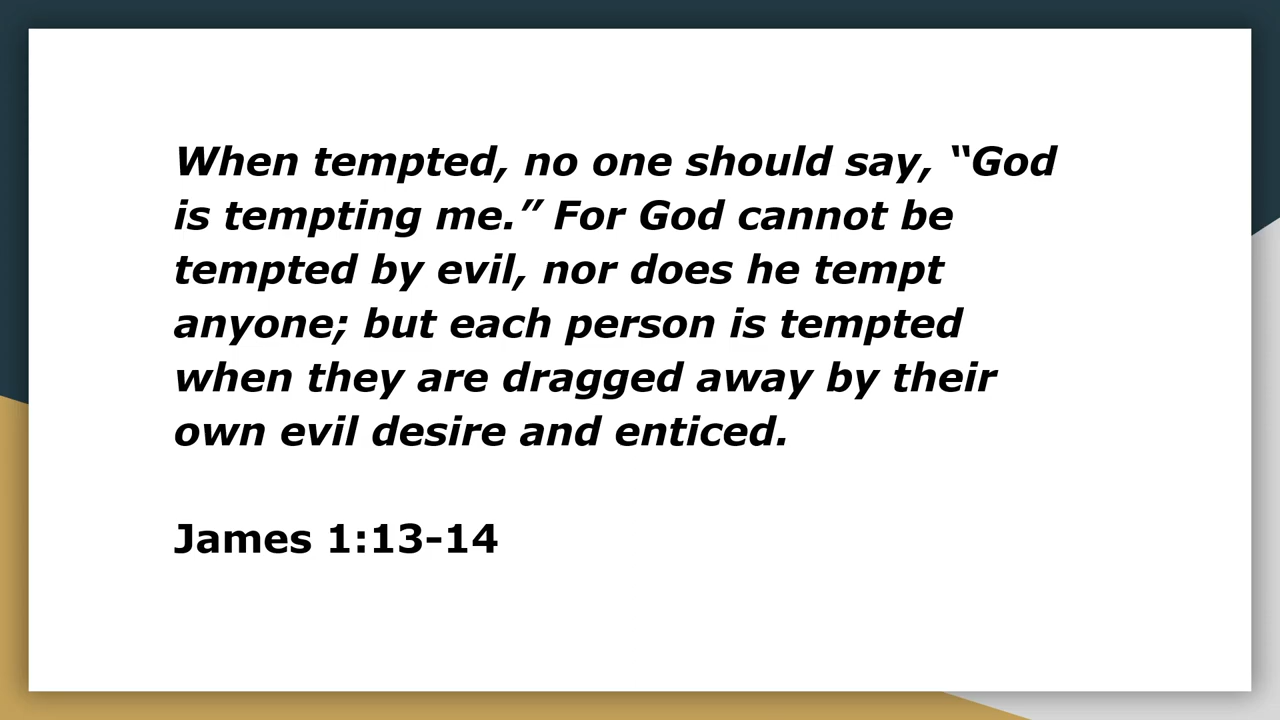 When tempted, no one should say, “God
is tempting me.” For God cannot be
tempted by evil, nor does he tempt
anyone; but each person is tempted
when they are dragged away by their
own evil desire and enticed.
James 1:13-14